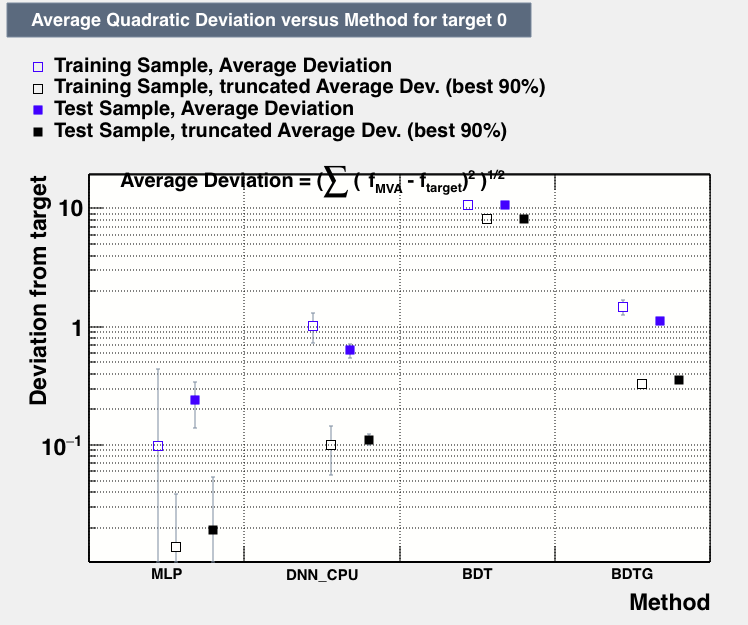 Average Quadratic Deviation versus Method for target 0
Training Sample, Average Deviation
Training Sample, truncated Average Dev. (best 90%)
Test Sample, Average Deviation
Test Sample, truncated Average Dev. (best 90%)
Average Deviation = (∑ ( f_MVA - f_target)² )^1/2
Deviation from target
10
1
10⁻¹
MLP DNN_CPU BDT BDTG
Method